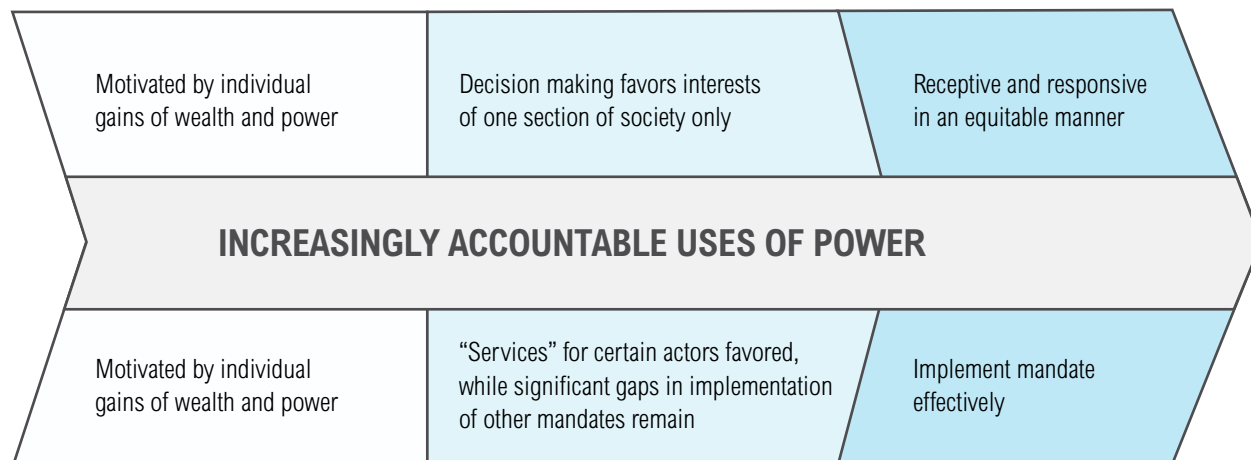 Motivated by individual
gains of wealth and power
Decision making favors interests
of one section of society only
Receptive and responsive
in an equitable manner
INCREASINGLY ACCOUNTABLE USES OF POWER
Motivated by individual
gains of wealth and power
“Services” for certain actors favored,
while significant gaps in implementation
of other mandates remain
Implement mandate
effectively